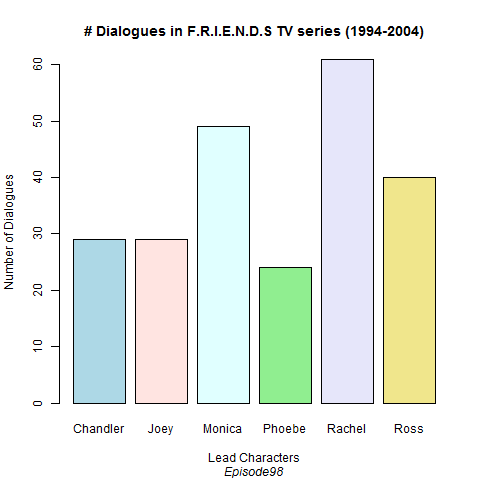 # Dialogues in F.R.I.E.N.D.S TV series (1994-2004)
Number of Dialogues
60
50
40
30
20
10
0
Chandler Joey Monica Phoebe Rachel Ross
Lead Characters
Episode98